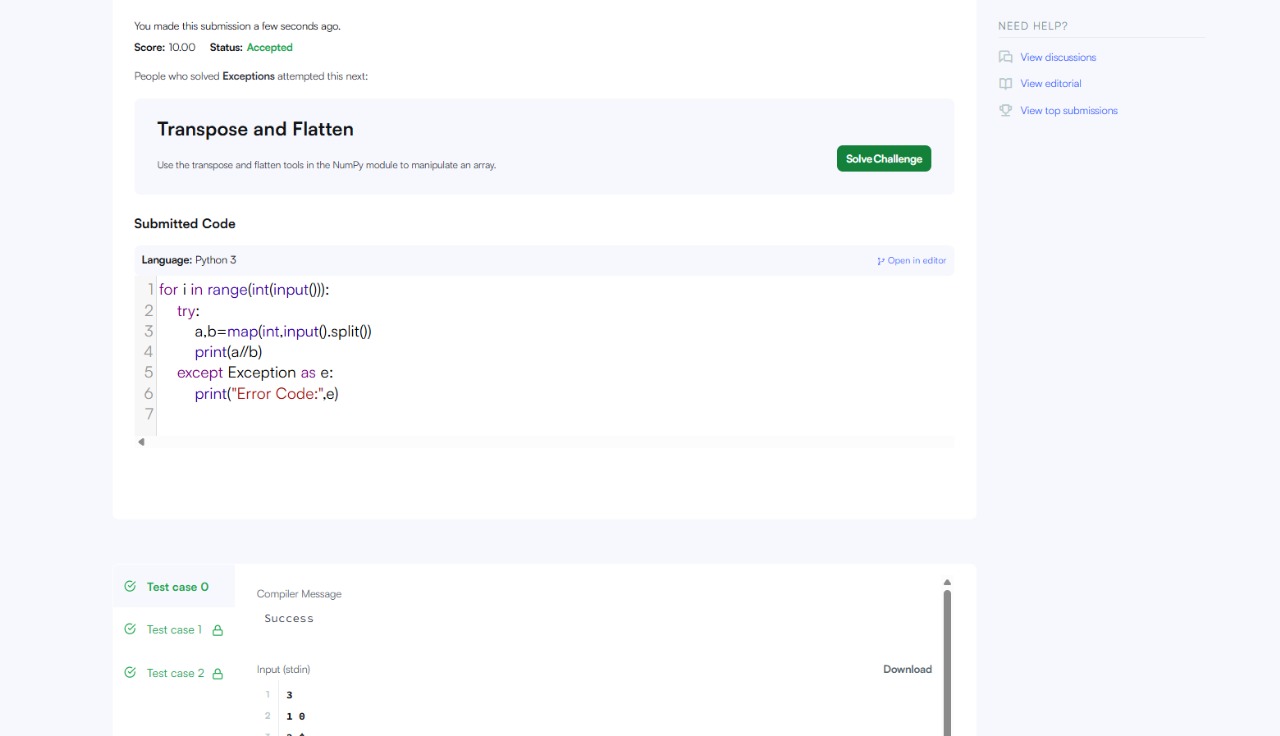 You made this submission a few seconds ago.
Score: 10.00 Status: Accepted
People who solved Exceptions attempted this next:
Transpose and Flatten
Use the transpose and flatten tools in the NumPy module to manipulate an array.
Solve Challenge
Submitted Code
Language: Python 3
Open in editor
1 for i in range(int(input())):
2 try:
3 a,b=map(int,input().split())
4 print(a//b)
5 except Exception as e:
6 print("Error Code:",e)
7
Test case 0
Test case 1
Test case 2
Compiler Message
Success
Input (stdin)
Download
1 3
2 1 0
NEED HELP?
View discussions
View editorial
View top submissions